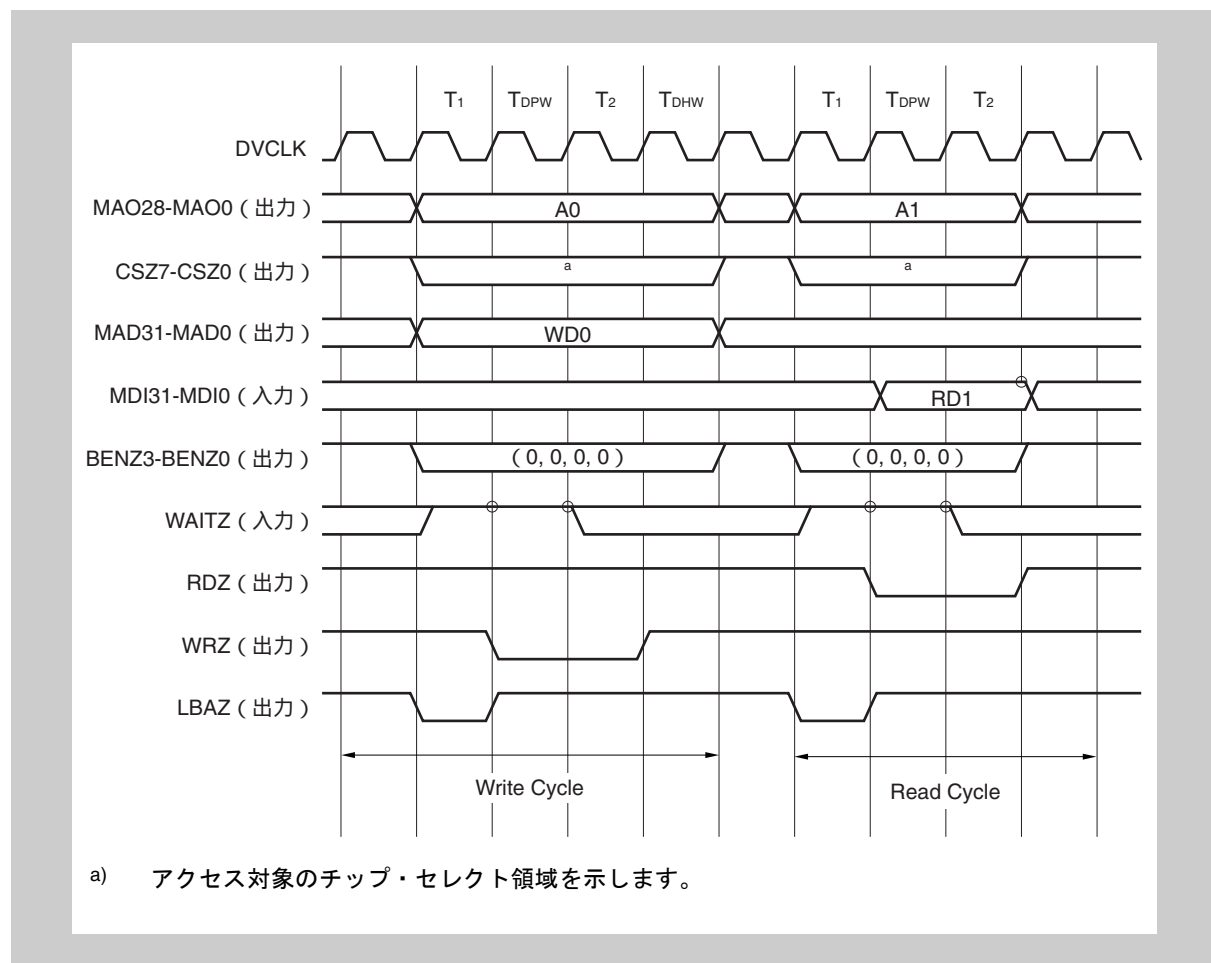 T1 TDPW T2 TDHW T1 TDPW T2
DVCLK
MAO28-MAO0（出力） A0 A1
CSZ7-CSZ0（出力） a a
MAD31-MAD0（出力） WD0
MDI31-MDI0（入力） RD1
BENZ3-BENZ0（出力） ( 0, 0, 0, 0 ) ( 0, 0, 0, 0 )
WAITZ（入力）
RDZ（出力）
WRZ（出力）
LBAZ（出力）
Write Cycle Read Cycle
a) アクセス対象のチップ・セレクト領域を示します。